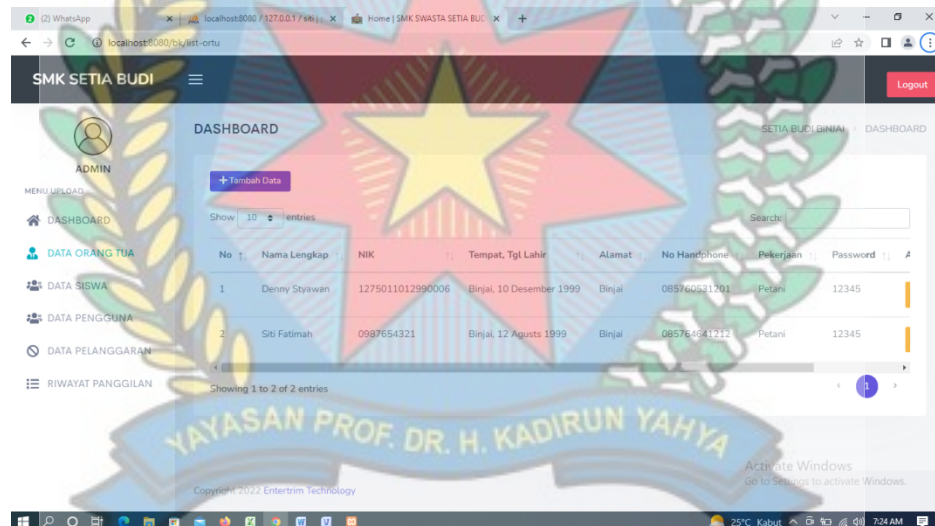 (2) WhatsApp
localhost:8080 / 127.0.0.1 / siti |
Home | SMK SWASTA SETIA BUD
localhost:8080/bk/list-ortu
SMK SETIA BUDI
Logout
DASHBOARD
SETIA BUDI BINJAI DASHBOARD
ADMIN
MENU UPLOAD
DASHBOARD
DATA ORANG TUA
DATA SISWA
DATA PENGGUNA
DATA PELANGGARAN
RIWAYAT PANGGILAN
+Tambah Data
Show 10 entries
Search:
No Nama Lengkap NIK Tempat, Tgl Lahir Alamat No Handphone Pekerjaan Password A
1 Denny Styawan 1275011012990006 Binjai, 10 Desember 1999 Binjai 085760531201 Petani 12345
2 Siti Fatimah 0987654321 Binjai, 12 Agusts 1999 Binjai 085764641212 Petani 12345
Showing 1 to 2 of 2 entries
1
YAYASAN PROF. DR. H. KADIRUN YAHYA
Activate Windows
Go to Settings to activate Windows.
Copyright 2022 Entertrim Technology
25°C Kabut
7:24 AM